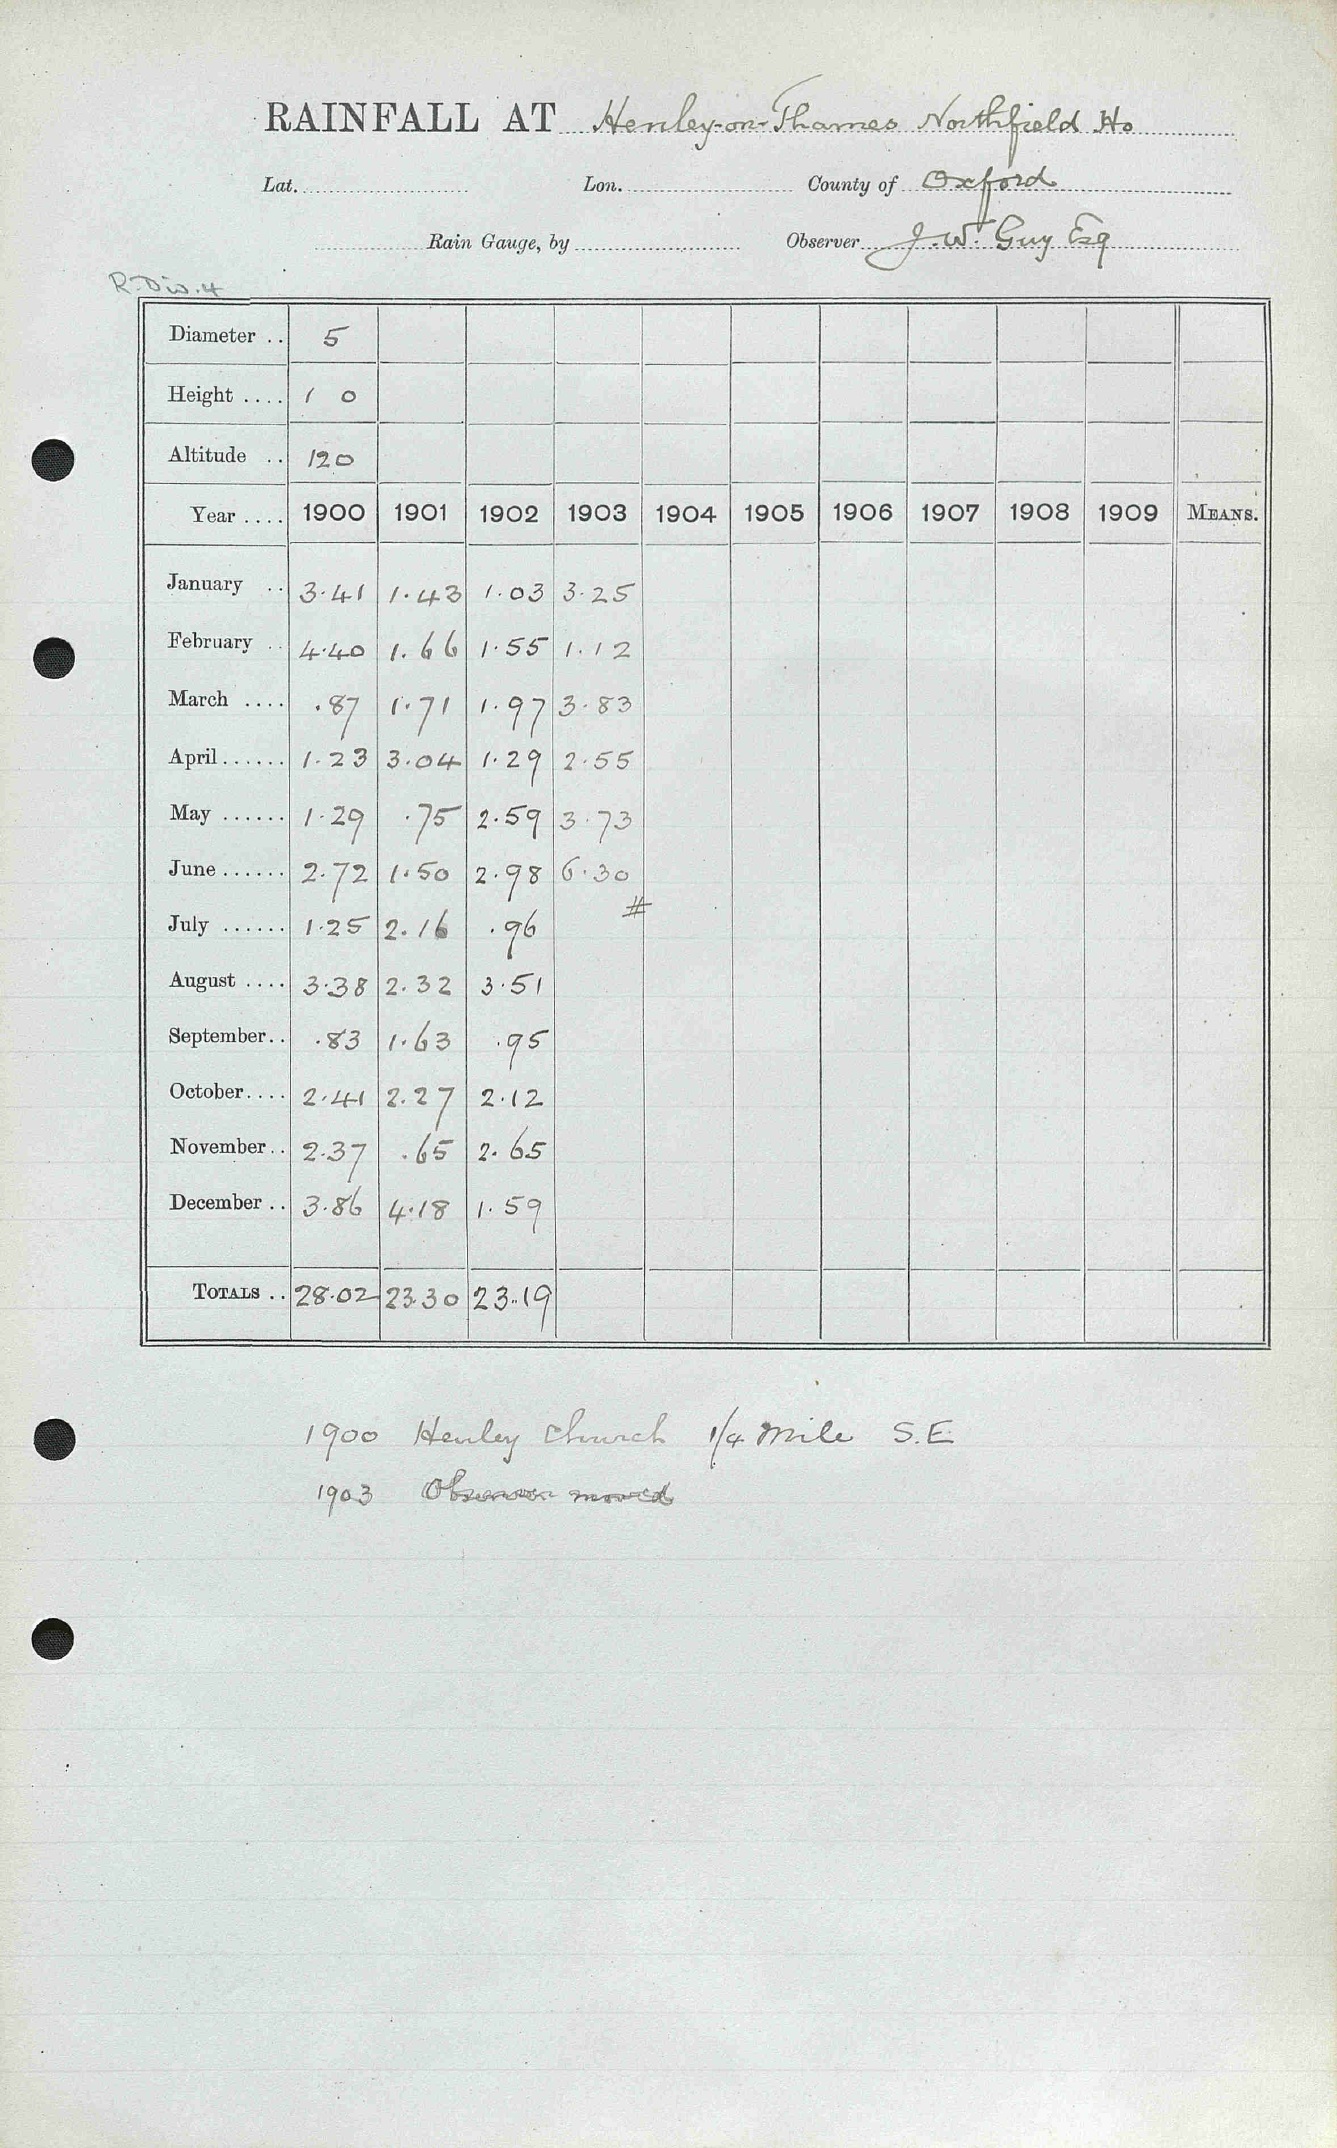 RAINFALL AT Henley-on-Thames Northfield Ho
Lat. Lon. County of Oxford
Rain Gauge, by Observer J. W. Guy Esq
R. Div. 4
Diameter .. 5
Height .... 1 0
Altitude .. 120
Year .... 1900 1901 1902 1903 1904 1905 1906 1907 1908 1909 MEANS.
January .. 3.41 1.43 1.03 3.25
February .. 4.40 1.66 1.55 1.12
March .... .87 1.71 1.97 3.83
April ...... 1.23 3.04 1.29 2.55
May ...... 1.29 .75 2.59 3.73
June ...... 2.72 1.50 2.98 6.30
#
July ...... 1.25 2.16 .96
August .... 3.38 2.32 3.51
September .. .83 1.63 .95
October .... 2.41 2.27 2.12
November .. 2.37 .65 2.65
December .. 3.86 4.18 1.59
TOTALS .. 28.02 23.30 23.19
1900 Henley Church 1/4 Mile S.E
1903 Observer moved